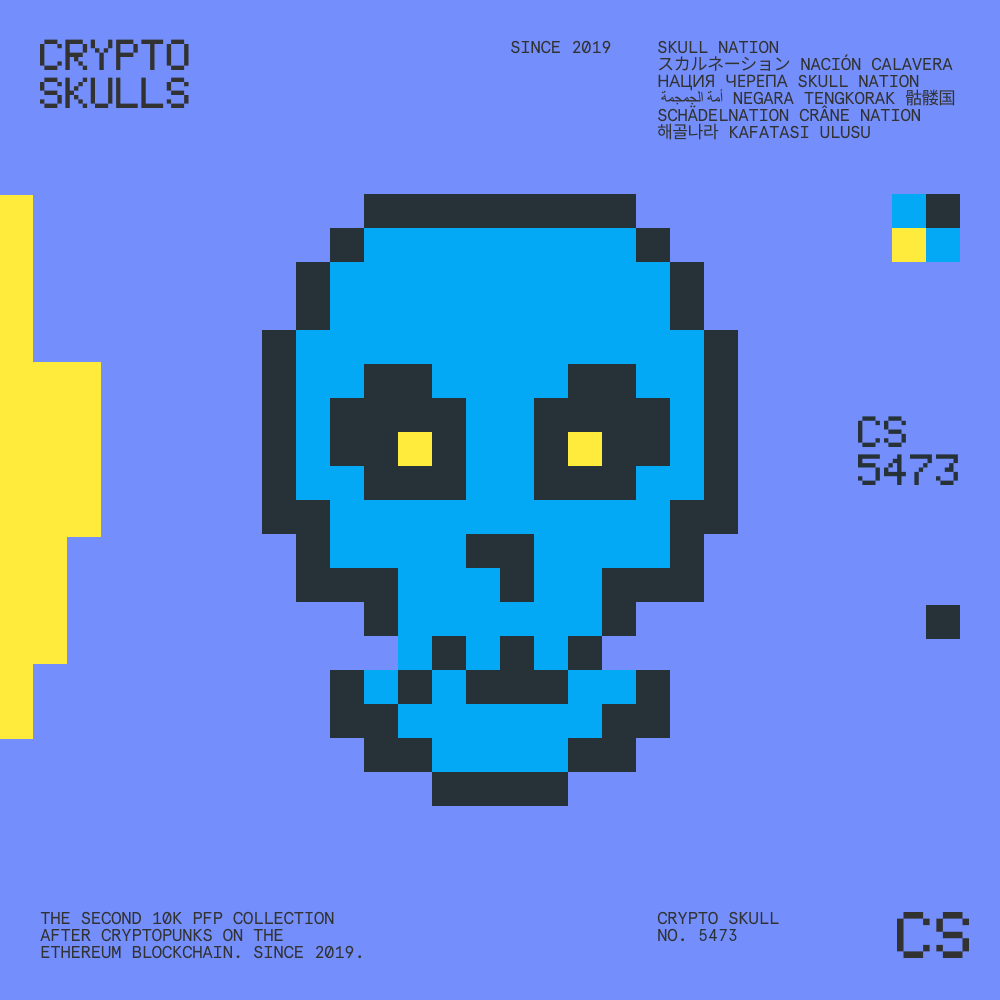 CRYPTO
SKULLS
SINCE 2019
SKULL NATION
スカルネーション NACIÓN CALAVERA
НАЦИЯ ЧЕРЕПА SKULL NATION
أمة الجمجمة NEGARA TENGKORAK 骷髅国
SCHÄDELNATION CRÂNE NATION
해골나라 KAFATASI ULUSU
CS
5473
THE SECOND 10K PFP COLLECTION
AFTER CRYPTOPUNKS ON THE
ETHEREUM BLOCKCHAIN. SINCE 2019.
CRYPTO SKULL
NO. 5473
CS